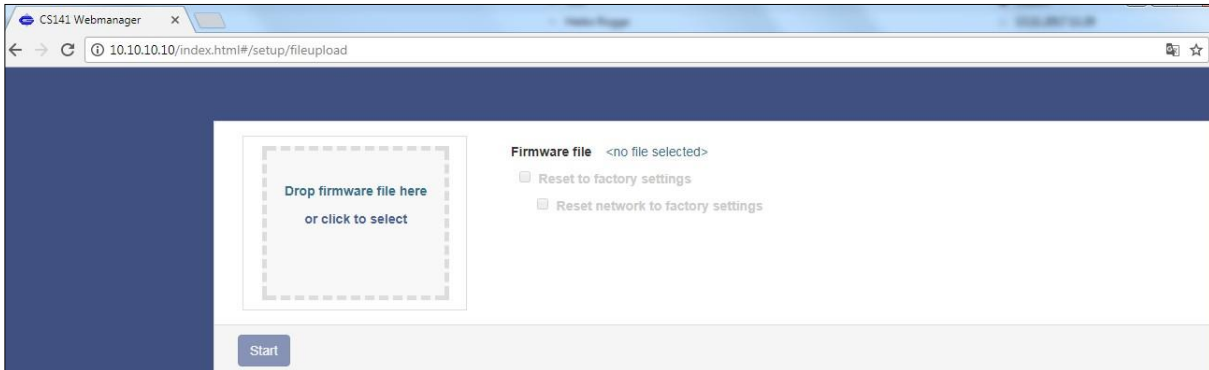 CS141 Webmanager
10.10.10.10/index.html#/setup/fileupload
Drop firmware file here
or click to select
Firmware file <no file selected>
Reset to factory settings
Reset network to factory settings
Start